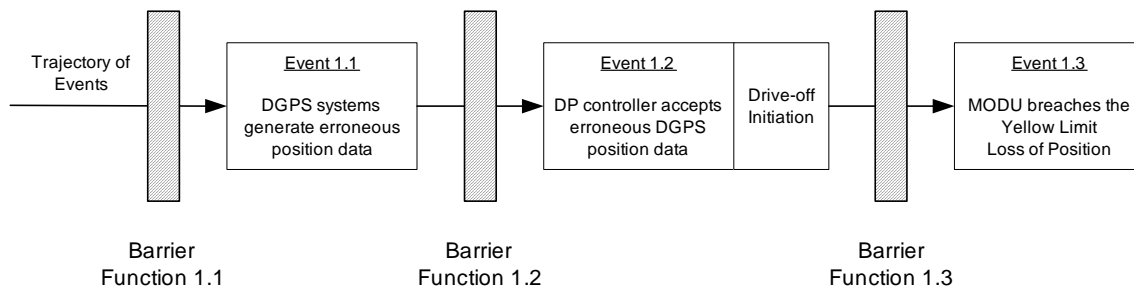 Trajectory of
Events
Event 1.1
DGPS systems
generate erroneous
position data
Event 1.2
DP controller accepts
erroneous DGPS
position data
Drive-off
Initiation
Event 1.3
MODU breaches the
Yellow Limit
Loss of Position
Barrier
Function 1.1
Barrier
Function 1.2
Barrier
Function 1.3